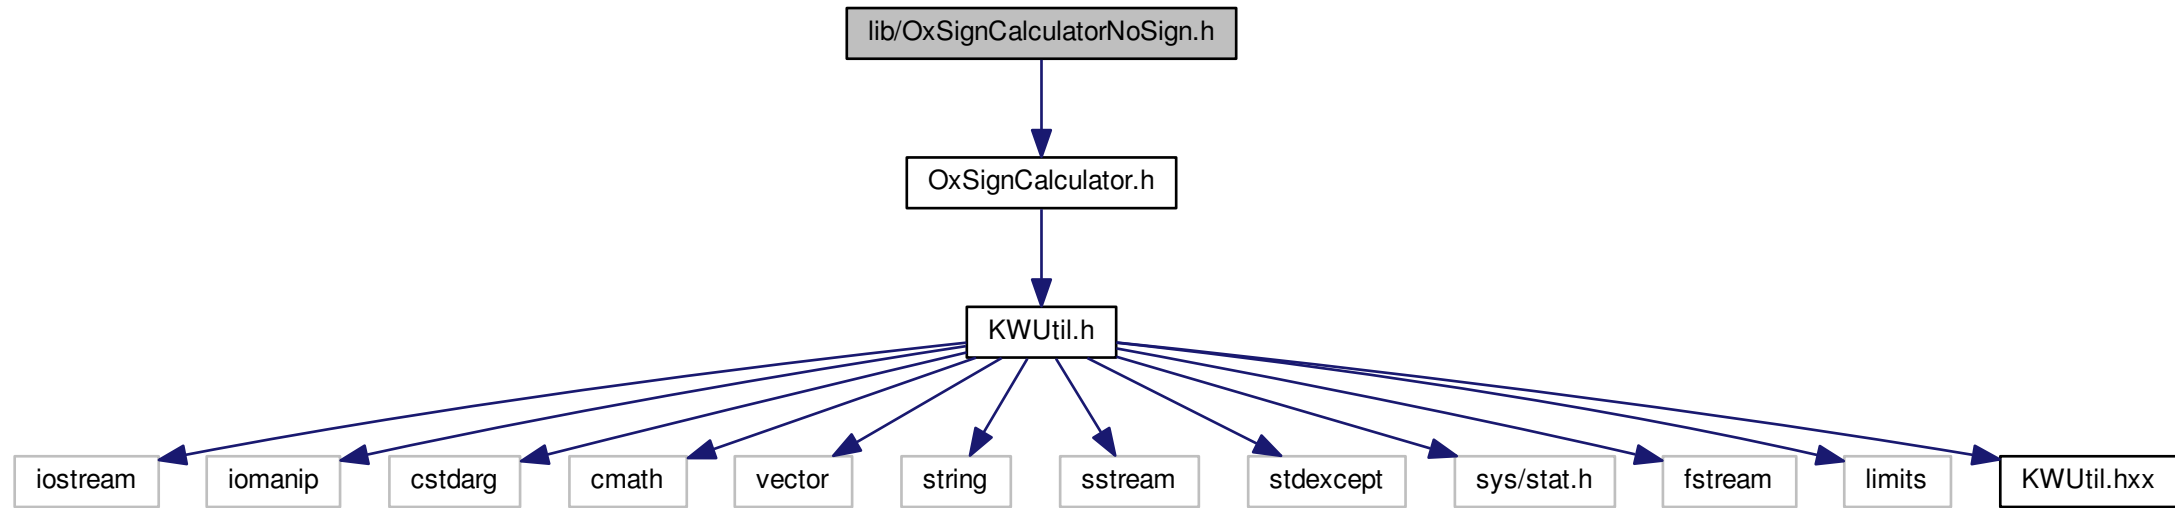 lib/OxSignCalculatorNoSign.h
OxSignCalculator.h
KWUtil.h
iostream
iomanip
cstdarg
cmath
vector
string
sstream
stdexcept
sys/stat.h
fstream
limits
KWUtil.hxx